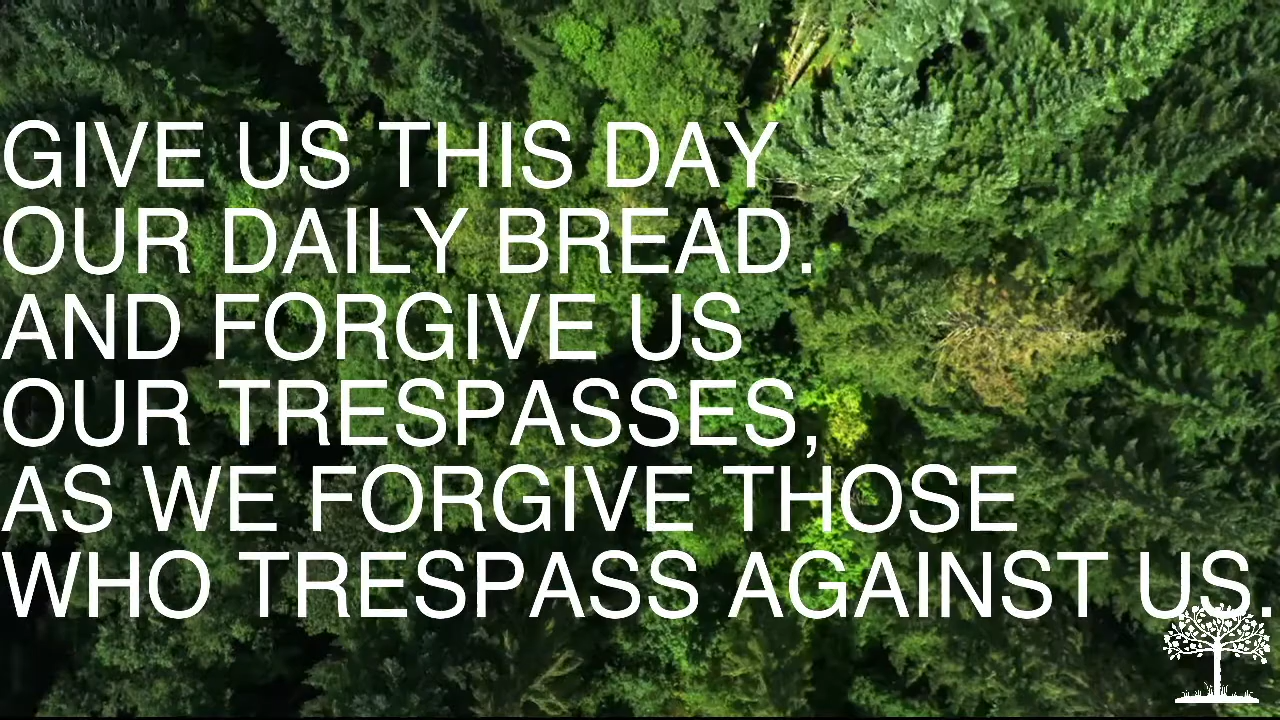 GIVE US THIS DAY
OUR DAILY BREAD.
AND FORGIVE US
OUR TRESPASSES,
AS WE FORGIVE THOSE
WHO TRESPASS AGAINST US.